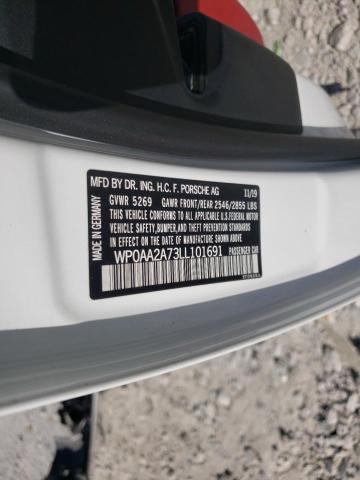 MFD BY DR. ING. H.C. F. PORSCHE AG 11/19
GVWR 5269 GAWR FRONT/REAR 2546/2855 LBS
THIS VEHICLE CONFORMS TO ALL APPLICABLE U.S.FEDERAL MOTOR
VEHICLE SAFETY,BUMPER,AND THEFT PREVENTION STANDARDS
IN EFFECT ON THE DATE OF MANUFACTURE SHOWN ABOVE.
WP0AA2A73LL101691 PASSENGER CAR
MADE IN GERMANY